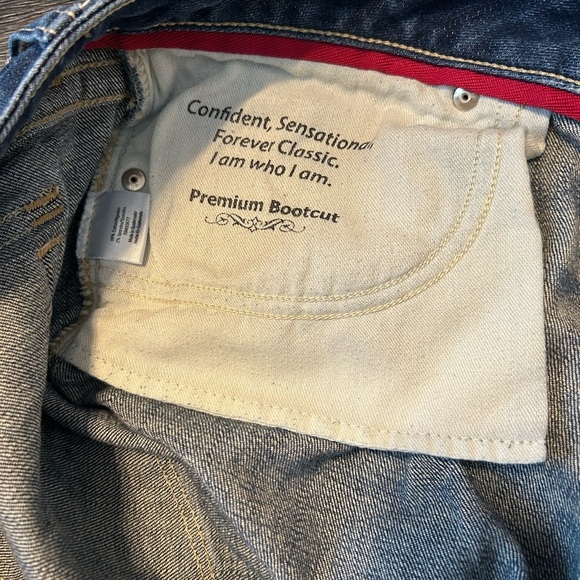 Confident, Sensational
Forever Classic.
I am who I am.
Premium Bootcut